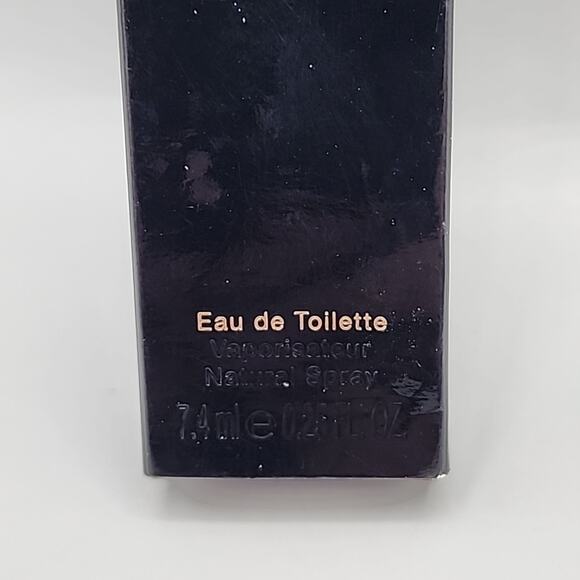 Eau de Toilette
Vaporisateur
Natural Spray
7.4 ml e 0.25 FL. OZ.